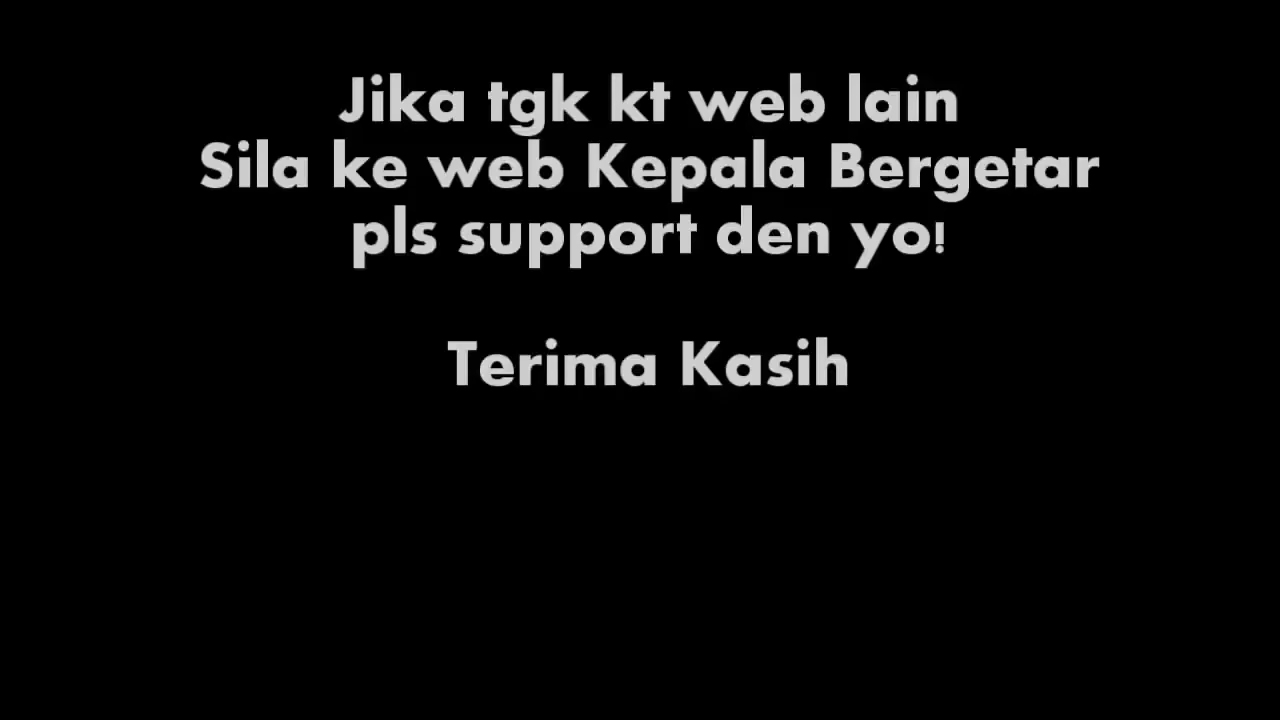 Jika tgk kt web lain
Sila ke web Kepala Bergetar
pls support den yo!
Terima Kasih